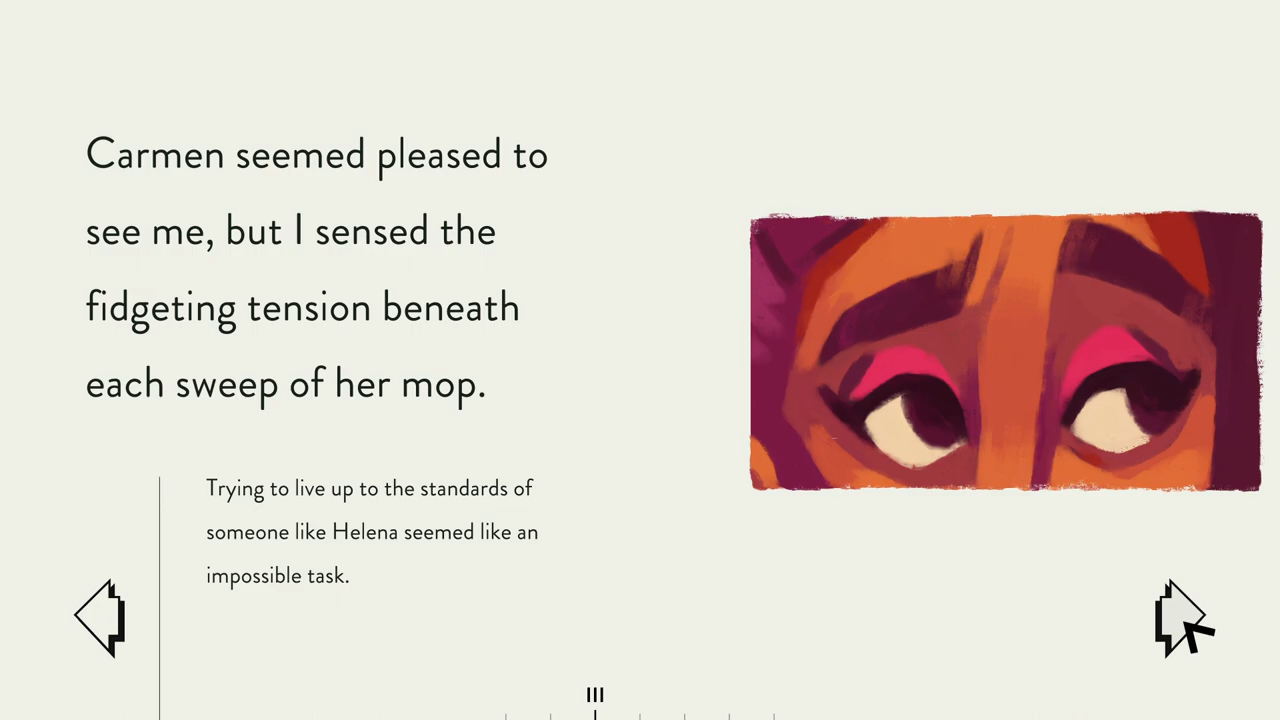 Carmen seemed pleased to
see me, but I sensed the
fidgeting tension beneath
each sweep of her mop.
Trying to live up to the standards of
someone like Helena seemed like an
impossible task.
III